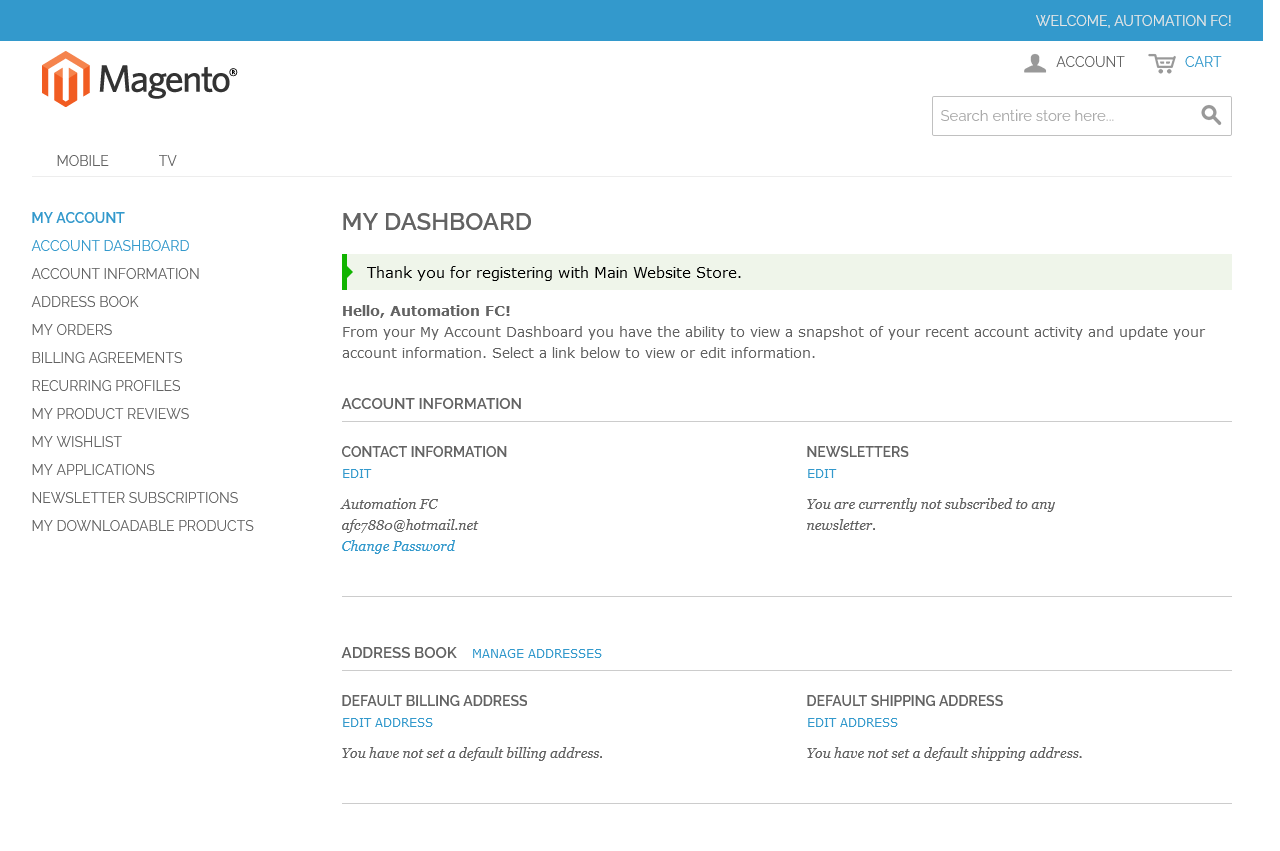 WELCOME, AUTOMATION FC!
Magento®
ACCOUNT
CART
Search entire store here...
MOBILE
TV
MY ACCOUNT
ACCOUNT DASHBOARD
ACCOUNT INFORMATION
ADDRESS BOOK
MY ORDERS
BILLING AGREEMENTS
RECURRING PROFILES
MY PRODUCT REVIEWS
MY WISHLIST
MY APPLICATIONS
NEWSLETTER SUBSCRIPTIONS
MY DOWNLOADABLE PRODUCTS
MY DASHBOARD
Thank you for registering with Main Website Store.
Hello, Automation FC!
From your My Account Dashboard you have the ability to view a snapshot of your recent account activity and update your
account information. Select a link below to view or edit information.
ACCOUNT INFORMATION
CONTACT INFORMATION
EDIT
Automation FC
afc7880@hotmail.net
Change Password
NEWSLETTERS
EDIT
You are currently not subscribed to any
newsletter.
ADDRESS BOOK MANAGE ADDRESSES
DEFAULT BILLING ADDRESS
EDIT ADDRESS
You have not set a default billing address.
DEFAULT SHIPPING ADDRESS
EDIT ADDRESS
You have not set a default shipping address.